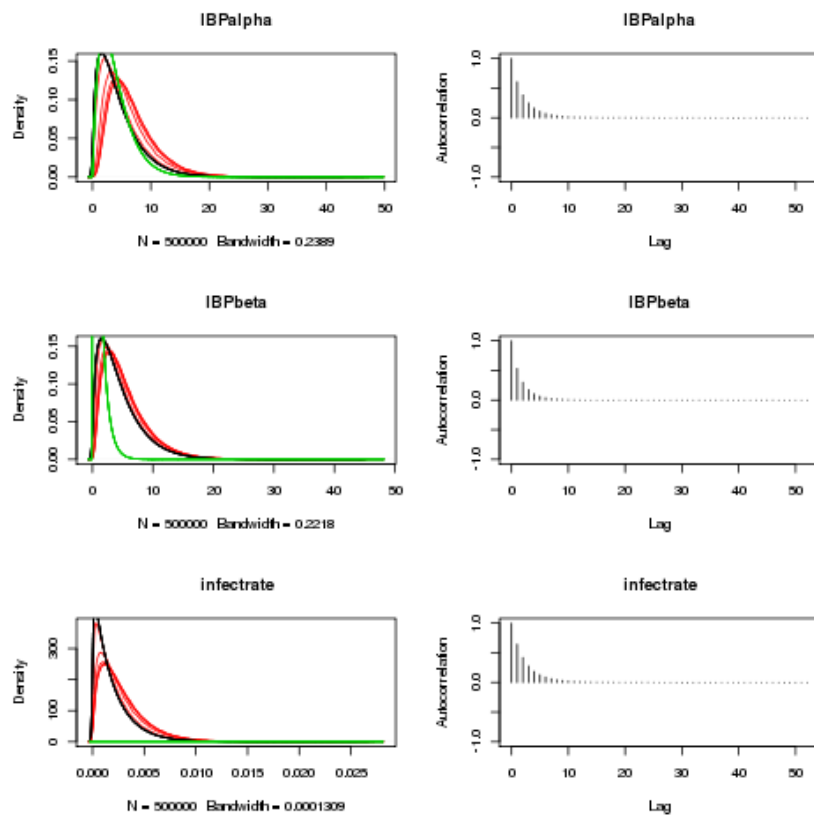 IBPalpha
Density
0.00 0.05 0.10 0.15
0 10 20 30 40 50
N = 500000 Bandwidth = 0.2389
IBPalpha
Autocorrelation
-1.0 0.0 1.0
0 10 20 30 40 50
Lag
IBPbeta
Density
0.00 0.05 0.10 0.15
0 10 20 30 40 50
N = 500000 Bandwidth = 0.2218
IBPbeta
Autocorrelation
-1.0 0.0 1.0
0 10 20 30 40 50
Lag
infectrate
Density
0 100 300
0.000 0.005 0.010 0.015 0.020 0.025
N = 500000 Bandwidth = 0.0001309
infectrate
Autocorrelation
-1.0 0.0 1.0
0 10 20 30 40 50
Lag